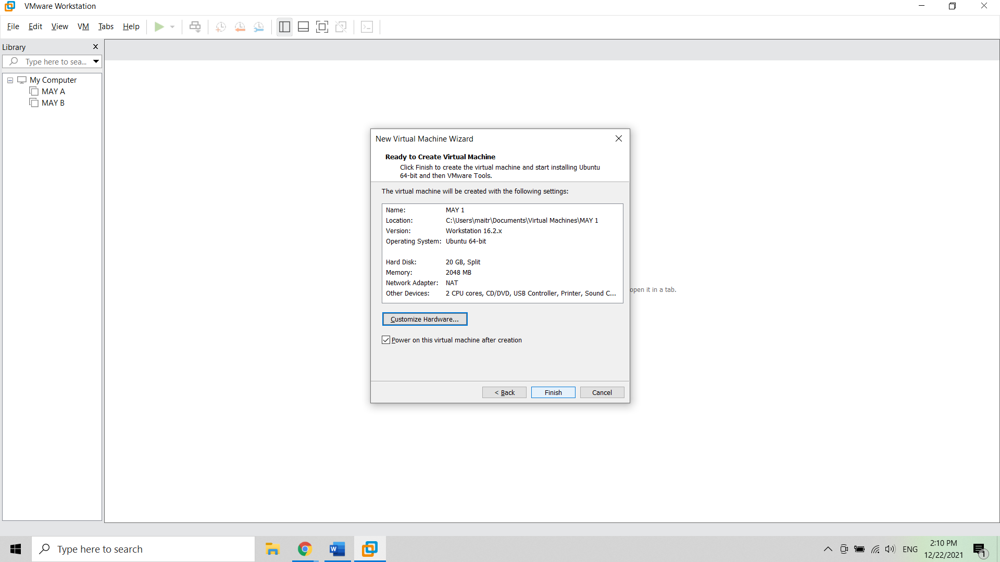 VMware Workstation
File Edit View VM Tabs Help
Library
Type here to sea...
My Computer
MAY A
MAY B
New Virtual Machine Wizard
Ready to Create Virtual Machine
Click Finish to create the virtual machine and start installing Ubuntu
64-bit and then VMware Tools.
The virtual machine will be created with the following settings:
Name: MAY 1
Location: C:\Users\maitr\Documents\Virtual Machines\MAY 1
Version: Workstation 16.2.x
Operating System: Ubuntu 64-bit
Hard Disk: 20 GB, Split
Memory: 2048 MB
Network Adapter: NAT
Other Devices: 2 CPU cores, CD/DVD, USB Controller, Printer, Sound C...
open it in a tab.
Customize Hardware...
Power on this virtual machine after creation
< Back Finish Cancel
Type here to search
W
ENG
2:10 PM
12/22/2021
1